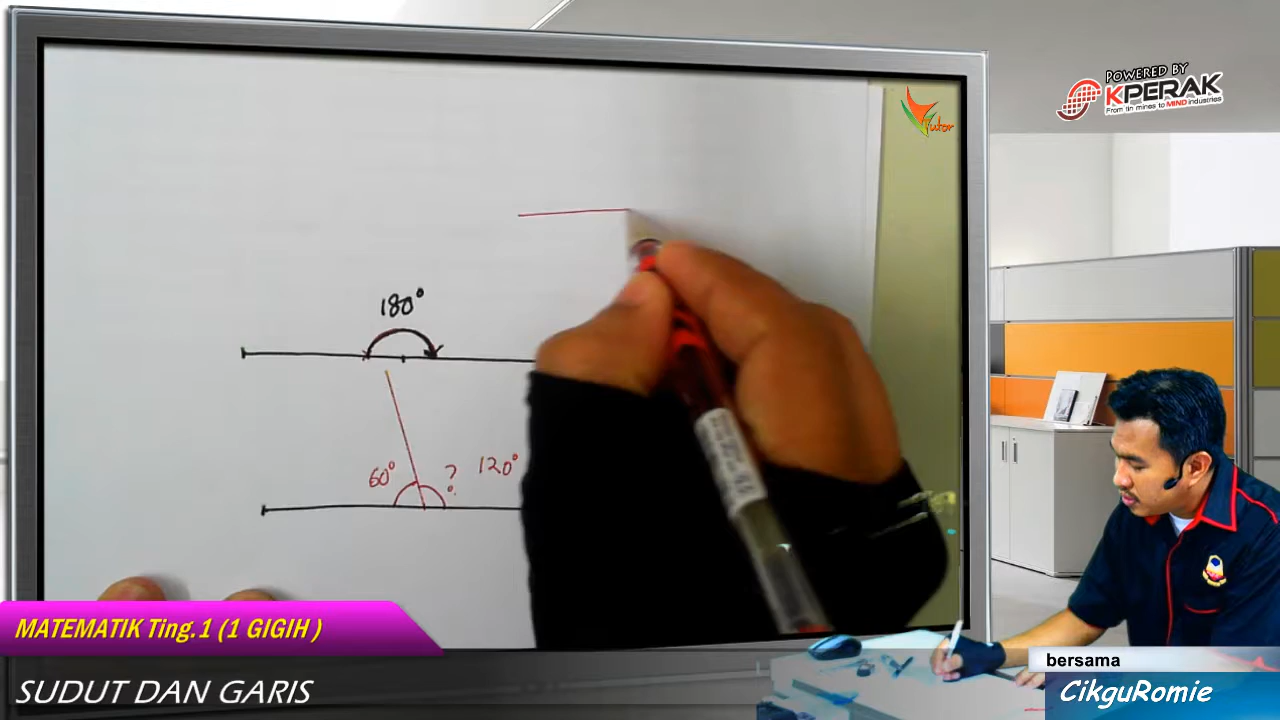 POWERED BY
KPERAK
From tin mines to MIND industries
Tutor
180°
60°
?
120°
MATEMATIK Ting.1 (1 GIGIH )
SUDUT DAN GARIS
bersama
CikguRomie